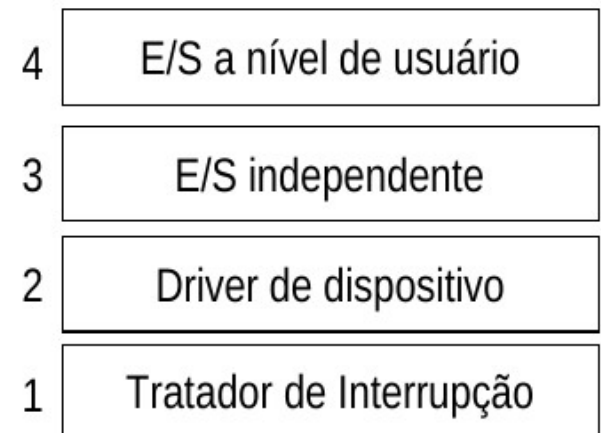 4 E/S a nível de usuário
3 E/S independente
2 Driver de dispositivo
1 Tratador de Interrupção